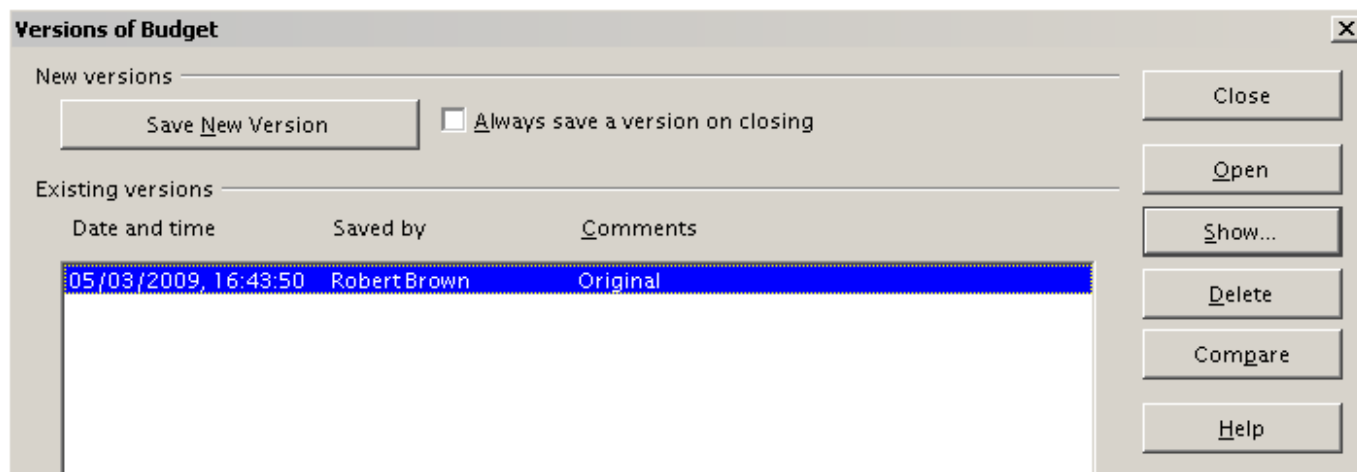 Versions of Budget
New versions
Save New Version
Always save a version on closing
Existing versions
Date and time Saved by Comments
05/03/2009, 16:43:50 Robert Brown Original
Close
Open
Show...
Delete
Compare
Help